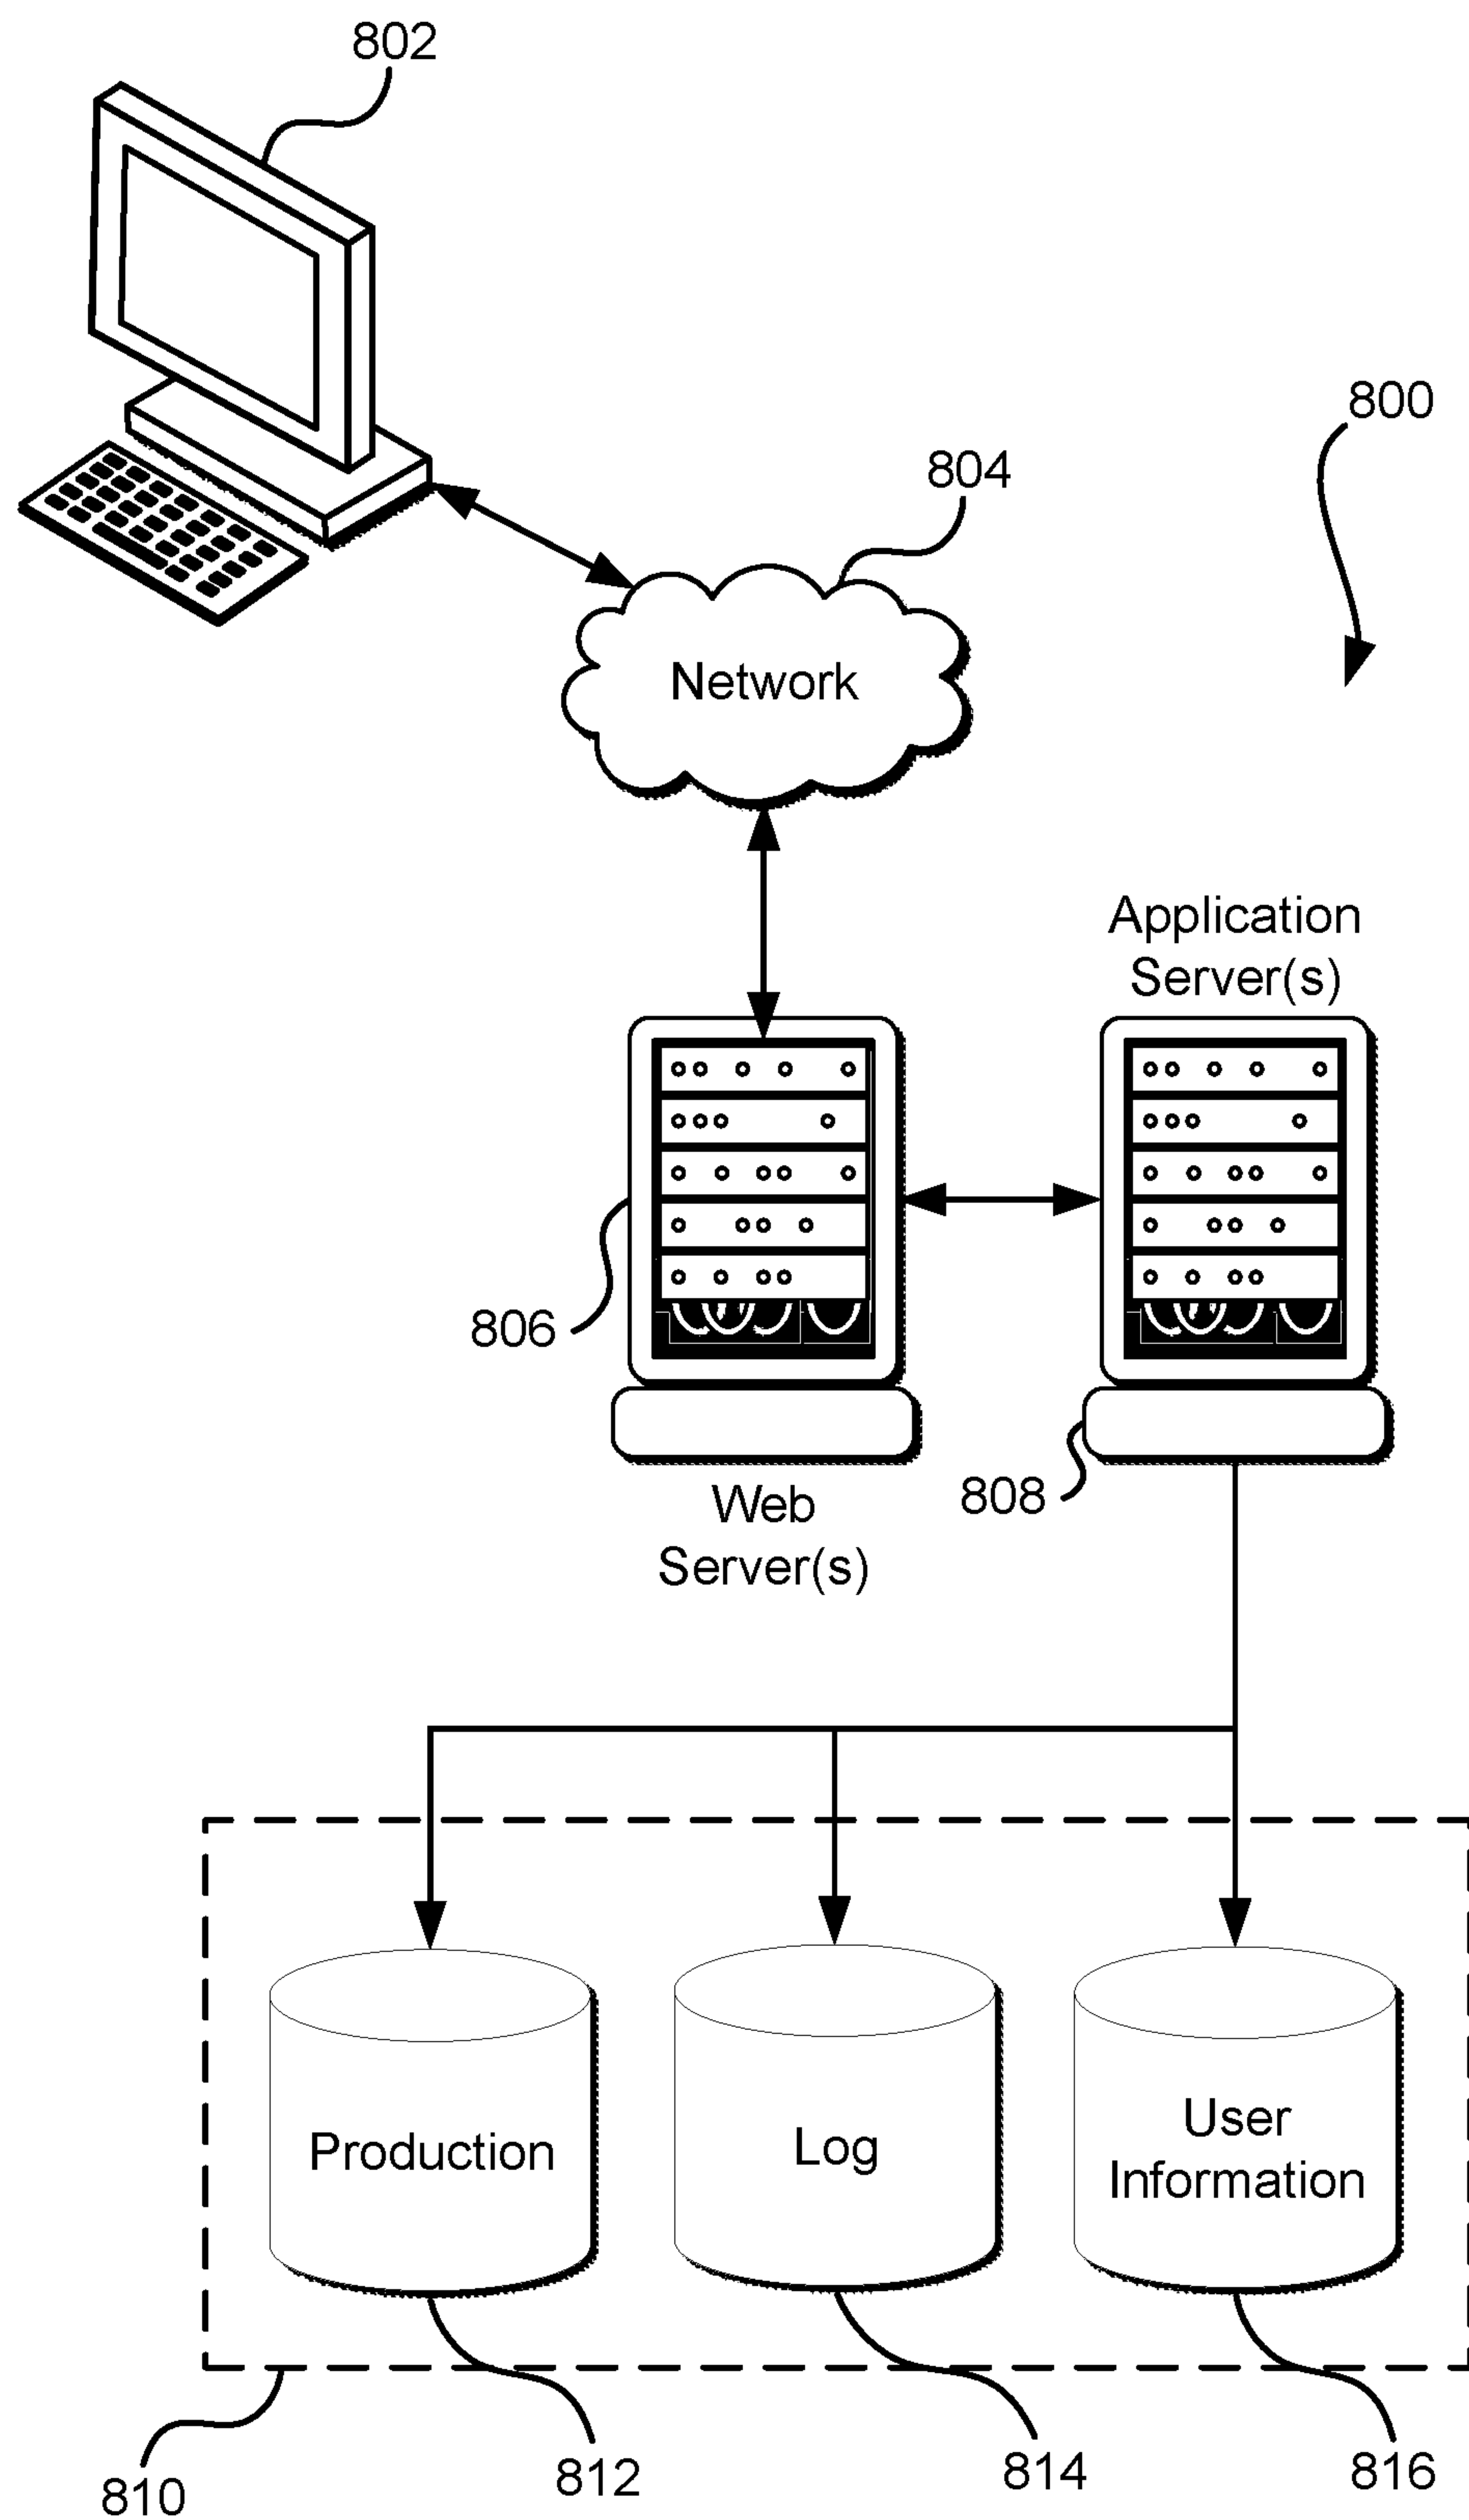 802
800
804
Network
Application
Server(s)
806
808
Web
Server(s)
Production
Log
User
Information
810
812
814
816